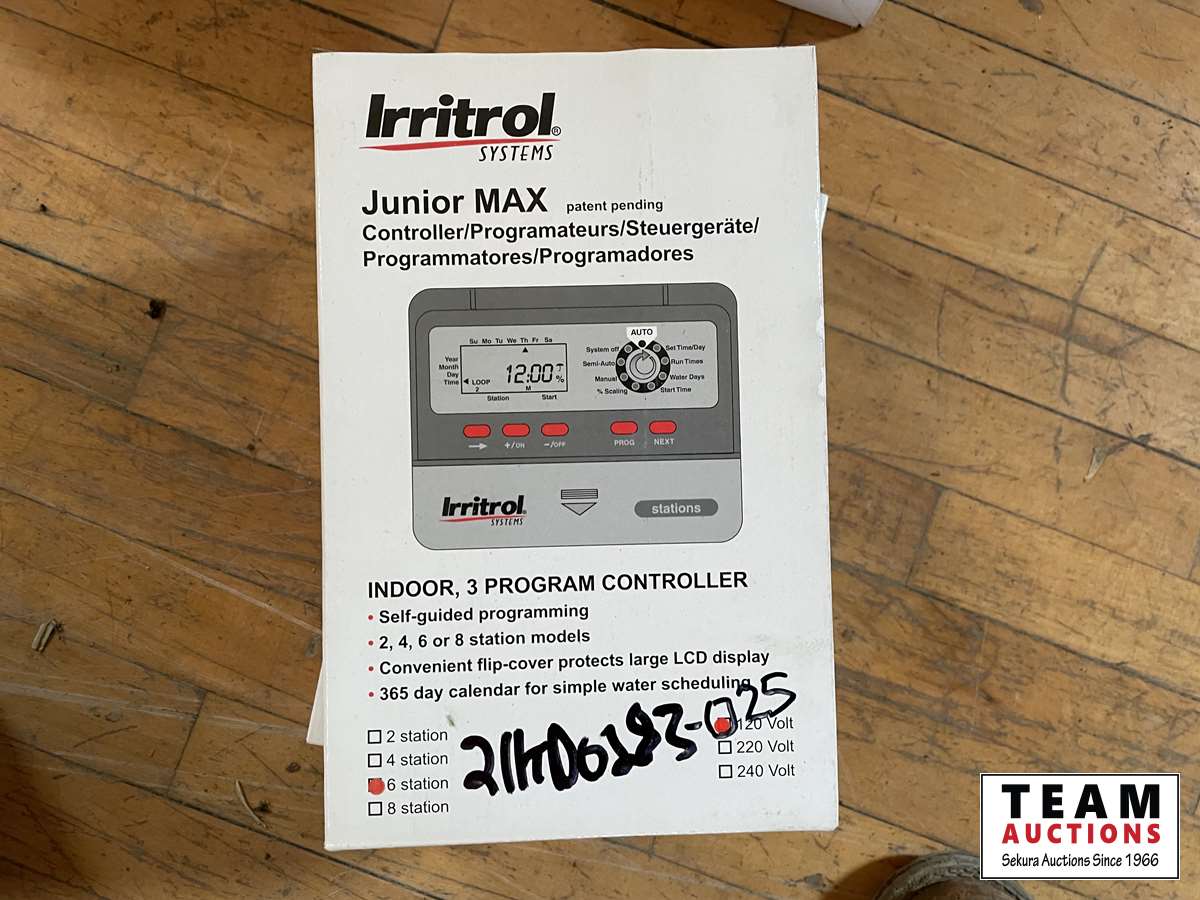 Irritrol®
SYSTEMS
Junior MAX patent pending
Controller/Programateurs/Steuergeräte/
Programmatores/Programadores
AUTO
Su Mo Tu We Th Fr Sa
System off
Set Time/Day
Year
Month
Day
Time
Semi-Auto
Run Times
LOOP
2
12:00
%
M
Manual
Water Days
Station
Start
% Scaling
Start Time
+/ON
-/OFF
PROG
NEXT
Irritrol
SYSTEMS
stations
INDOOR, 3 PROGRAM CONTROLLER
• Self-guided programming
• 2, 4, 6 or 8 station models
• Convenient flip-cover protects large LCD display
• 365 day calendar for simple water scheduling
2 station
4 station
6 station
8 station
120 Volt
220 Volt
240 Volt
TEAM
AUCTIONS
Sekura Auctions Since 1966